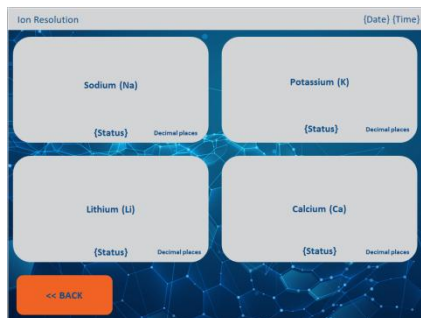 Ion Resolution {Date} {Time}
Sodium (Na)
{Status} Decimal places
Potassium (K)
{Status} Decimal places
Lithium (Li)
{Status} Decimal places
Calcium (Ca)
{Status} Decimal places
<< BACK